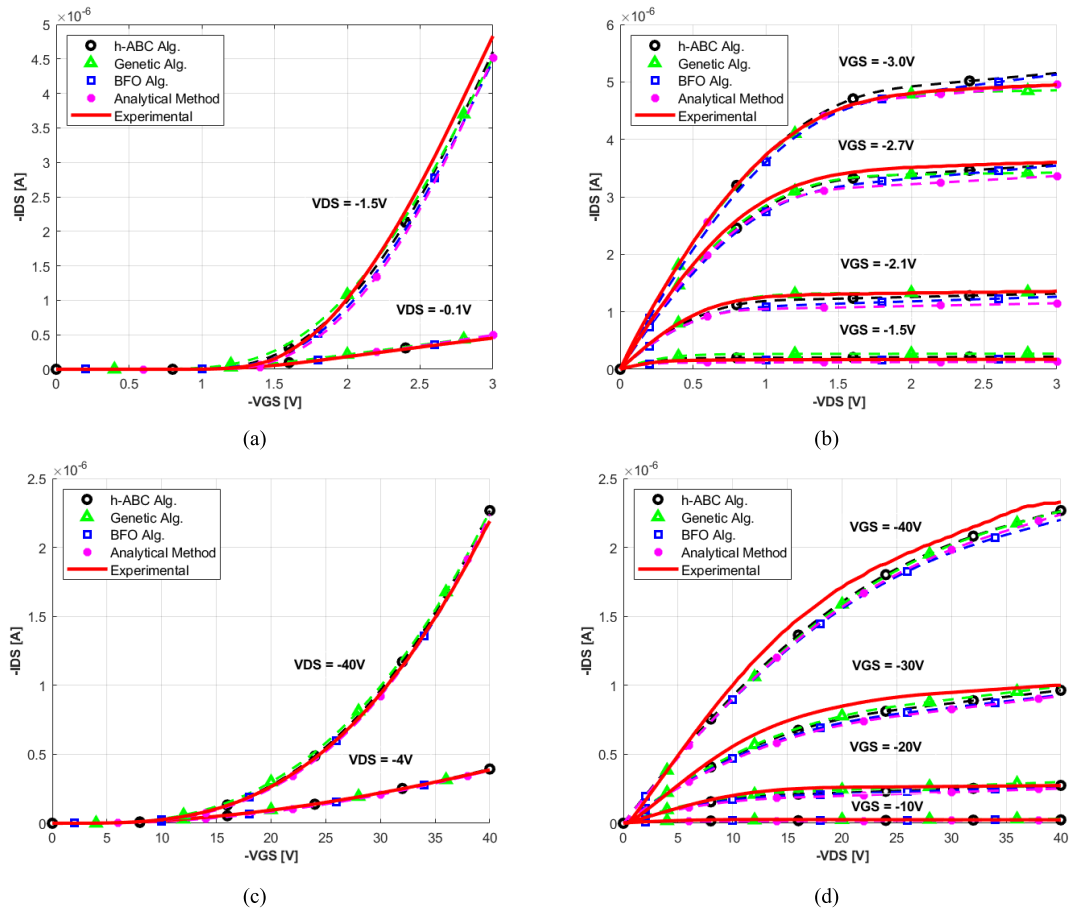 ×10⁻⁶
5
4.5
4
3.5
3
2.5
2
1.5
1
0.5
0
-IDS [A]
h-ABC Alg.
Genetic Alg.
BFO Alg.
Analytical Method
Experimental
VDS = -1.5V
VDS = -0.1V
0 0.5 1 1.5 2 2.5 3
-VGS [V]
(a)
×10⁻⁶
6
5
4
3
2
1
0
-IDS [A]
h-ABC Alg.
Genetic Alg.
BFO Alg.
Analytical Method
Experimental
VGS = -3.0V
VGS = -2.7V
VGS = -2.1V
VGS = -1.5V
0 0.5 1 1.5 2 2.5 3
-VDS [V]
(b)
×10⁻⁶
2.5
2
1.5
1
0.5
0
-IDS [A]
h-ABC Alg.
Genetic Alg.
BFO Alg.
Analytical Method
Experimental
VDS = -40V
VDS = -4V
0 5 10 15 20 25 30 35 40
-VGS [V]
(c)
×10⁻⁶
2.5
2
1.5
1
0.5
0
-IDS [A]
h-ABC Alg.
Genetic Alg.
BFO Alg.
Analytical Method
Experimental
VGS = -40V
VGS = -30V
VGS = -20V
VGS = -10V
0 5 10 15 20 25 30 35 40
-VDS [V]
(d)